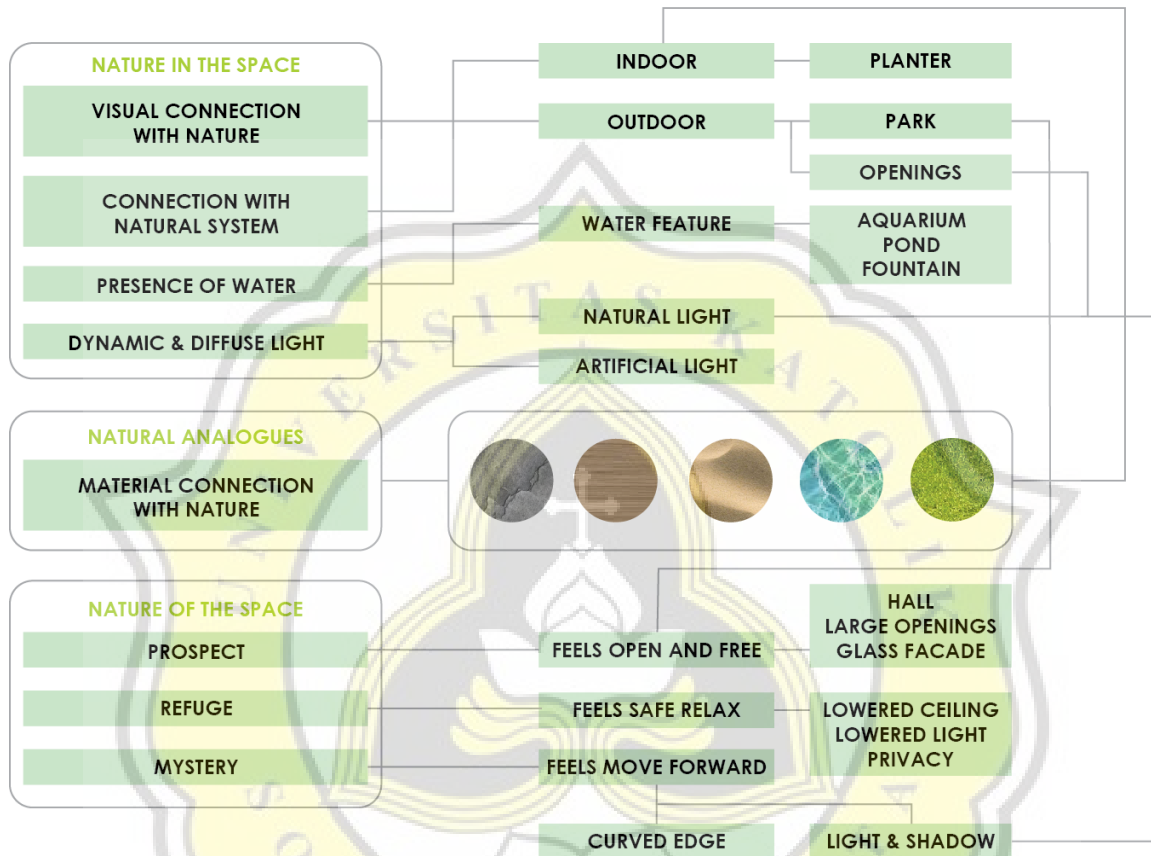 NATURE IN THE SPACE
VISUAL CONNECTION
WITH NATURE
CONNECTION WITH
NATURAL SYSTEM
PRESENCE OF WATER
DYNAMIC & DIFFUSE LIGHT
INDOOR
PLANTER
OUTDOOR
PARK
OPENINGS
WATER FEATURE
AQUARIUM
POND
FOUNTAIN
NATURAL LIGHT
ARTIFICIAL LIGHT
NATURAL ANALOGUES
MATERIAL CONNECTION
WITH NATURE
NATURE OF THE SPACE
PROSPECT
REFUGE
MYSTERY
FEELS OPEN AND FREE
HALL
LARGE OPENINGS
GLASS FACADE
FEELS SAFE RELAX
LOWERED CEILING
LOWERED LIGHT
PRIVACY
FEELS MOVE FORWARD
CURVED EDGE
LIGHT & SHADOW
UNIVERSITAS KATOLIK